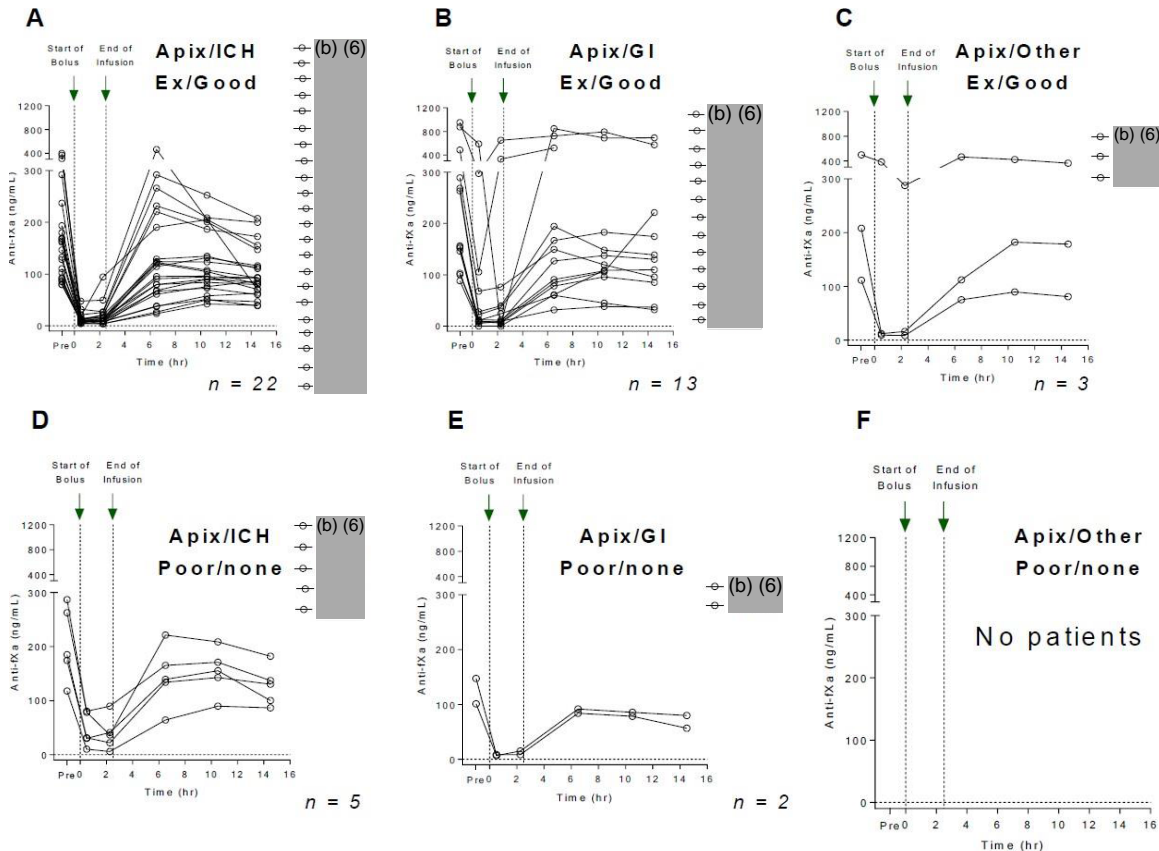 A
Start of Bolus
End of Infusion
Apix/ICH
Ex/Good
(b) (6)
Anti-fXa (ng/mL)
1200
800
400
300
200
100
0
Pre 0 2 4 6 8 10 12 14 16
Time (hr)
n = 22
B
Start of Bolus
End of Infusion
Apix/GI
Ex/Good
(b) (6)
Anti-fXa (ng/mL)
1200
800
400
300
200
100
0
Pre 0 2 4 6 8 10 12 14 16
Time (hr)
n = 13
C
Start of Bolus
End of Infusion
Apix/Other
Ex/Good
(b) (6)
Anti-fXa (ng/mL)
1200
800
400
300
200
100
0
Pre 0 2 4 6 8 10 12 14 16
Time (hr)
n = 3
D
Start of Bolus
End of Infusion
Apix/ICH
Poor/none
(b) (6)
Anti-fXa (ng/mL)
1200
800
400
300
200
100
0
Pre 0 2 4 6 8 10 12 14 16
Time (hr)
n = 5
E
Start of Bolus
End of Infusion
Apix/GI
Poor/none
(b) (6)
Anti-fXa (ng/mL)
1200
800
400
300
200
100
0
Pre 0 2 4 6 8 10 12 14 16
Time (hr)
n = 2
F
Start of Bolus
End of Infusion
Apix/Other
Poor/none
No patients
Anti-fXa (ng/mL)
1200
800
400
300
200
100
0
Pre 0 2 4 6 8 10 12 14 16
Time (hr)